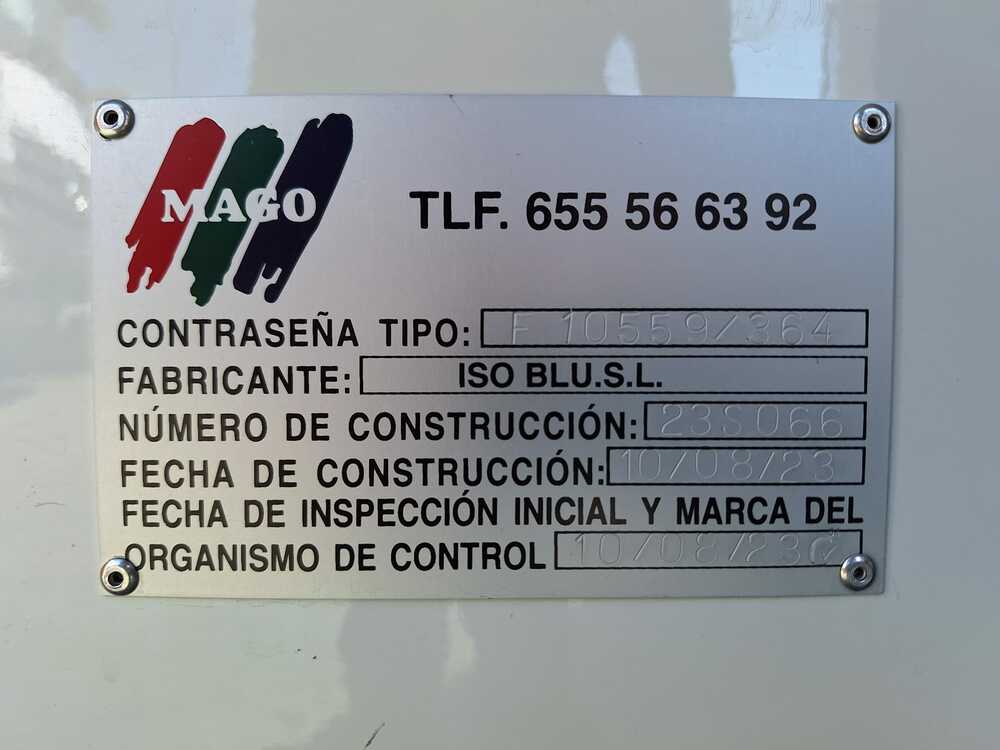 MAGO
TLF. 655 56 63 92
CONTRASEÑA TIPO: F 10559/364
FABRICANTE: ISO BLU.S.L.
NÚMERO DE CONSTRUCCIÓN: 23S066
FECHA DE CONSTRUCCIÓN: 10/08/23
FECHA DE INSPECCIÓN INICIAL Y MARCA DEL
ORGANISMO DE CONTROL 10/08/23